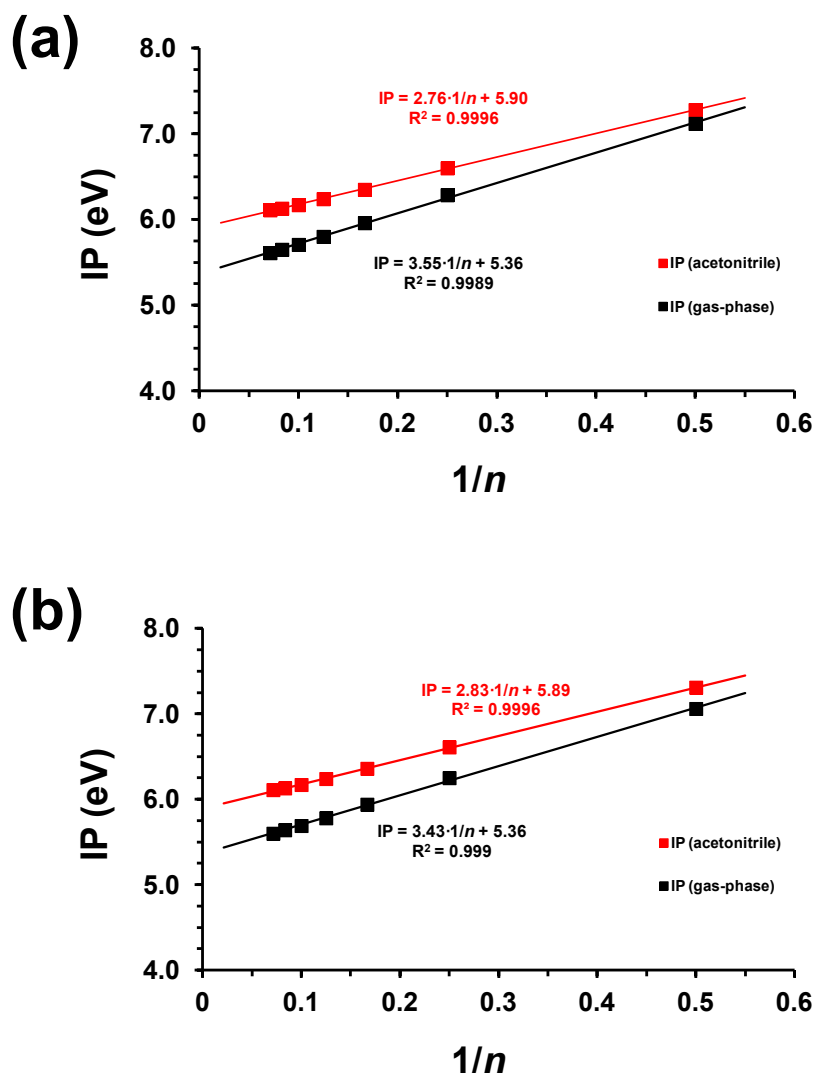 (a)
8.0
7.0
6.0
5.0
4.0
IP (eV)
IP = 2.76·1/n + 5.90
R² = 0.9996
IP = 3.55·1/n + 5.36
R² = 0.9989
IP (acetonitrile)
IP (gas-phase)
0 0.1 0.2 0.3 0.4 0.5 0.6
1/n
(b)
8.0
7.0
6.0
5.0
4.0
IP (eV)
IP = 2.83·1/n + 5.89
R² = 0.9996
IP = 3.43·1/n + 5.36
R² = 0.999
IP (acetonitrile)
IP (gas-phase)
0 0.1 0.2 0.3 0.4 0.5 0.6
1/n